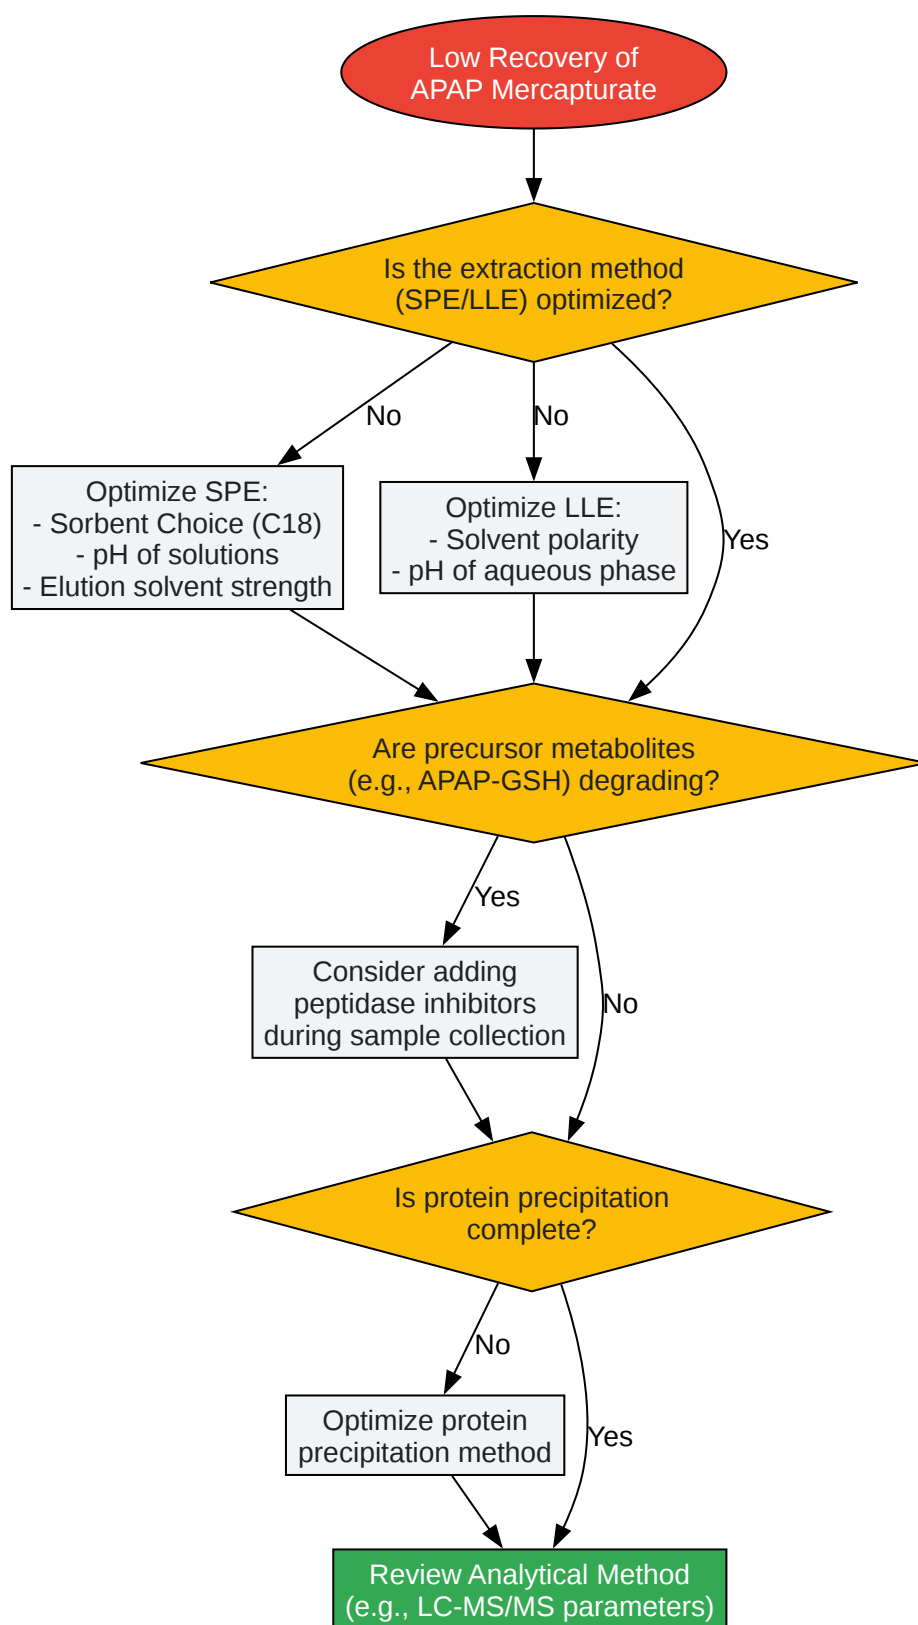 Low Recovery of
APAP Mercapturate
Is the extraction method
(SPE/LLE) optimized?
No
No
Yes
Optimize SPE:
- Sorbent Choice (C18)
- pH of solutions
- Elution solvent strength
Optimize LLE:
- Solvent polarity
- pH of aqueous phase
Are precursor metabolites
(e.g., APAP-GSH) degrading?
Yes
No
Consider adding
peptidase inhibitors
during sample collection
Is protein precipitation
complete?
No
Yes
Optimize protein
precipitation method
Review Analytical Method
(e.g., LC-MS/MS parameters)